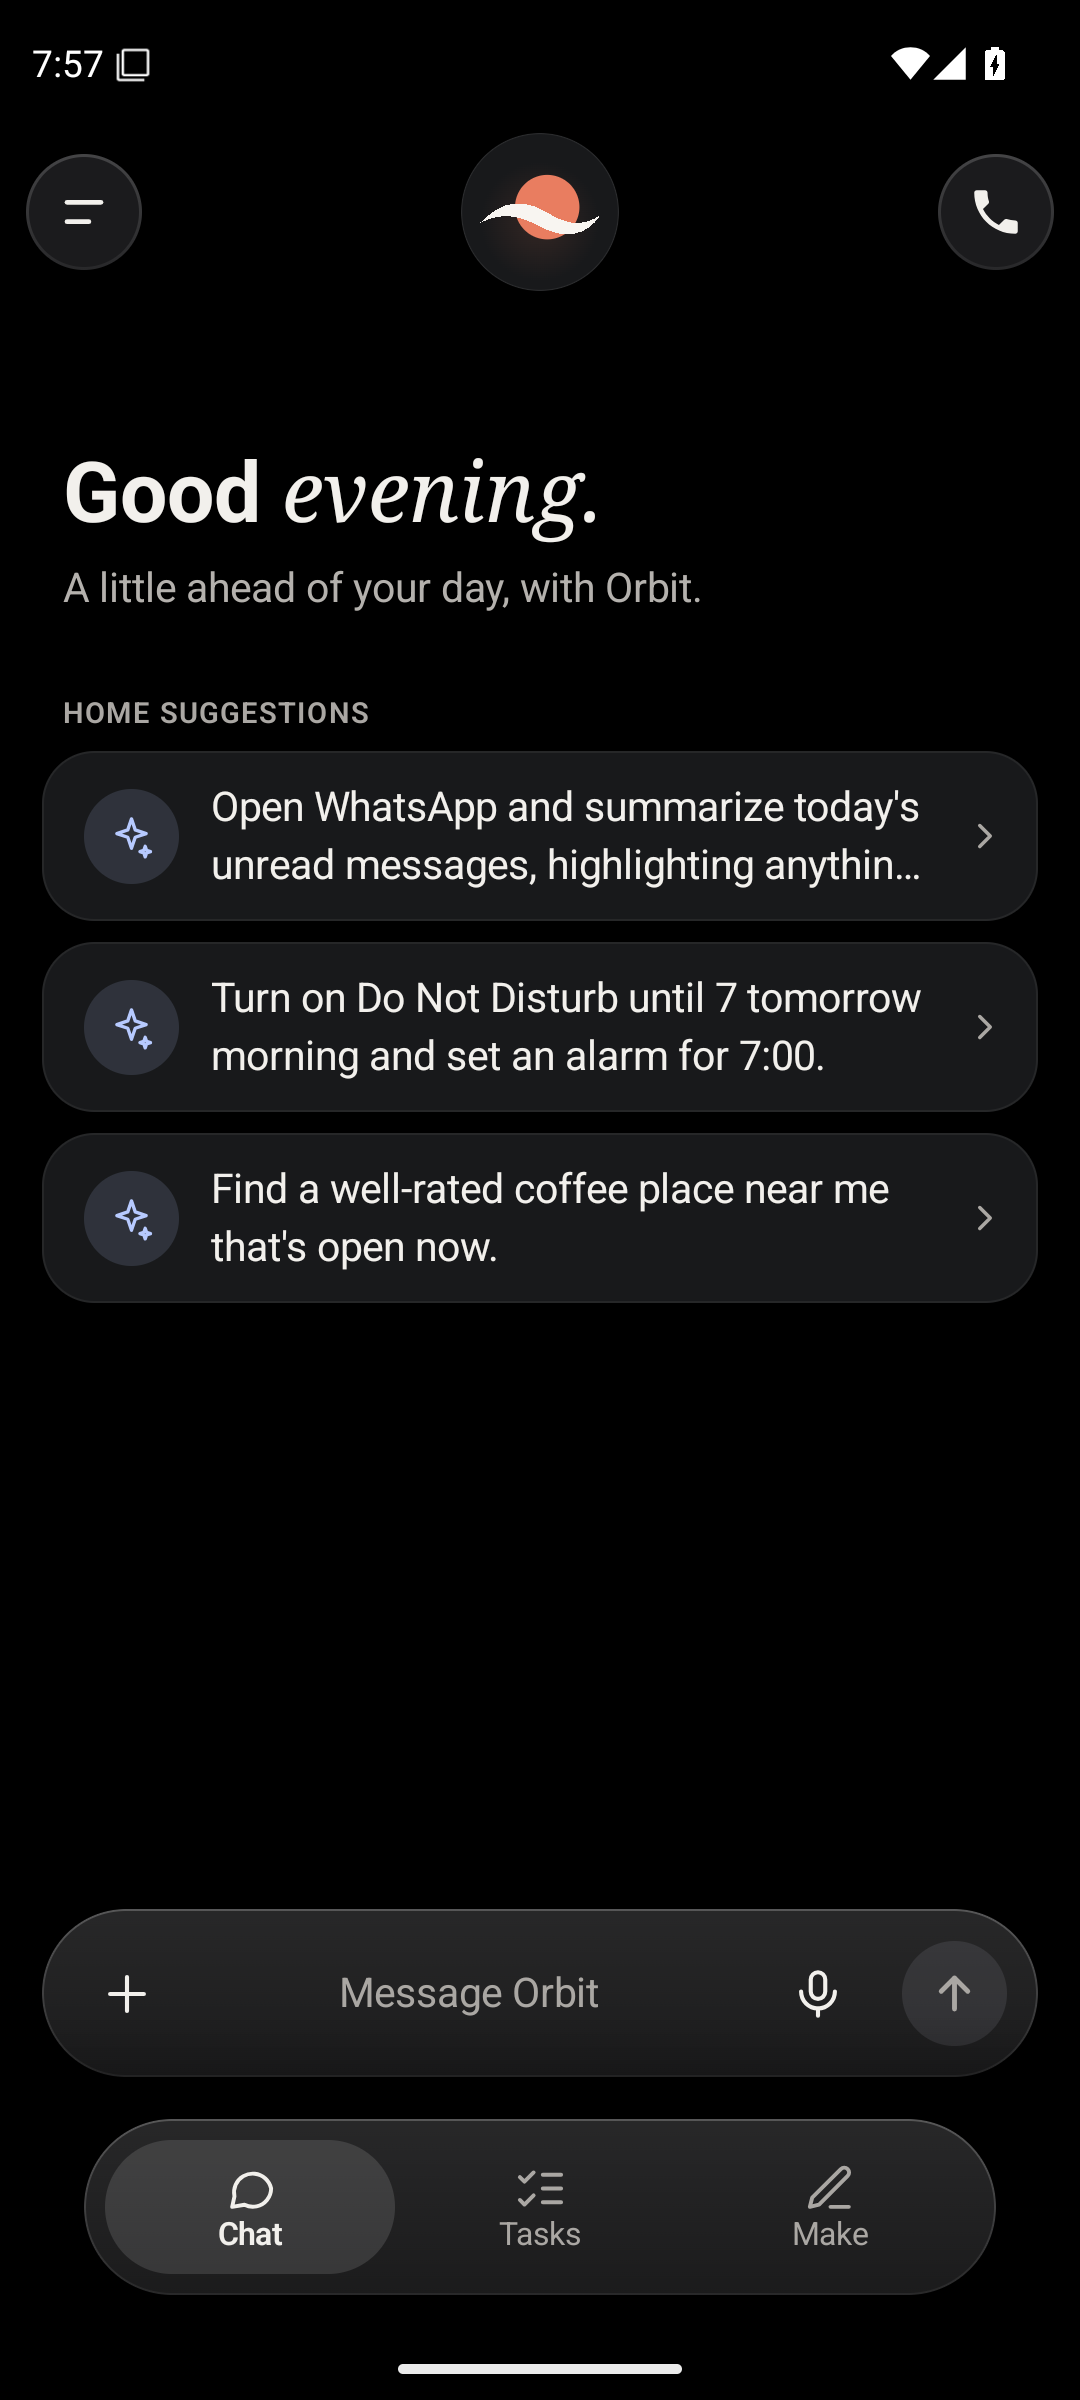 7:57
Good evening.
A little ahead of your day, with Orbit.
HOME SUGGESTIONS
Open WhatsApp and summarize today's
unread messages, highlighting anythin…
Turn on Do Not Disturb until 7 tomorrow
morning and set an alarm for 7:00.
Find a well-rated coffee place near me
that's open now.
Message Orbit
Chat
Tasks
Make